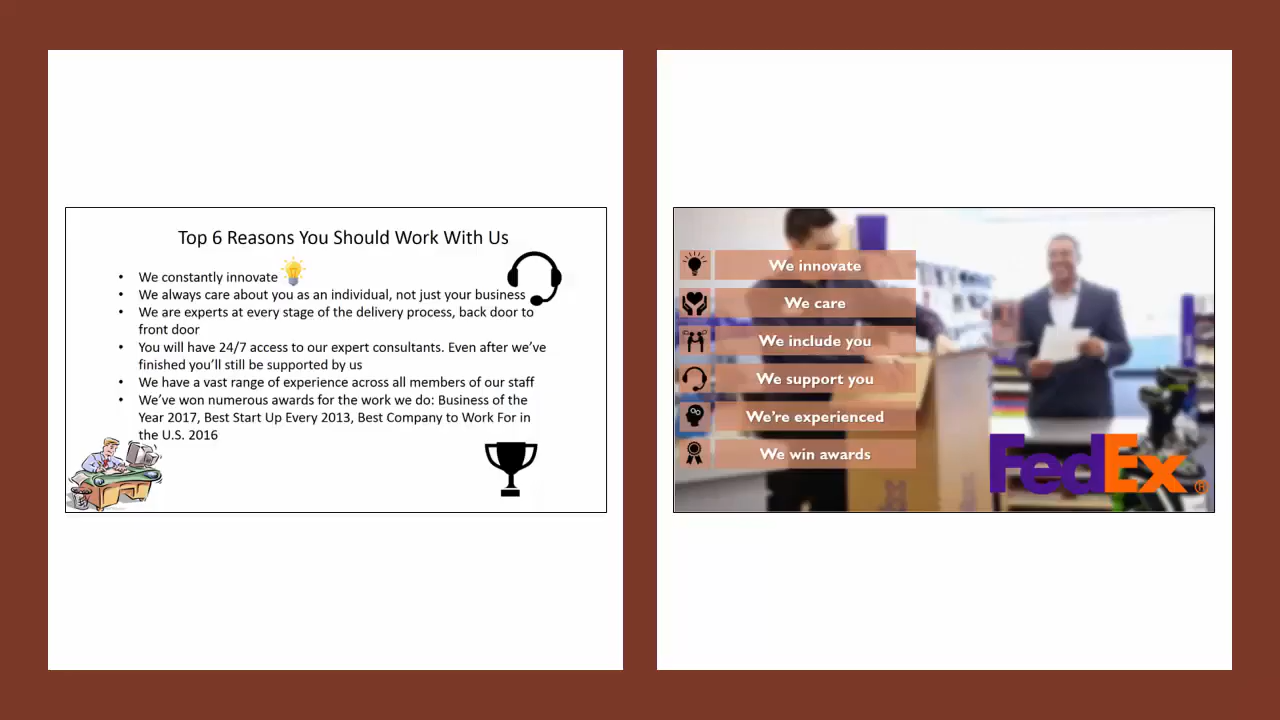 Top 6 Reasons You Should Work With Us
• We constantly innovate
• We always care about you as an individual, not just your business
• We are experts at every stage of the delivery process, back door to
front door
• You will have 24/7 access to our expert consultants. Even after we’ve
finished you’ll still be supported by us
• We have a vast range of experience across all members of our staff
• We’ve won numerous awards for the work we do: Business of the
Year 2017, Best Start Up Every 2013, Best Company to Work For in
the U.S. 2016
We innovate
We care
We include you
We support you
We’re experienced
We win awards
FedEx®